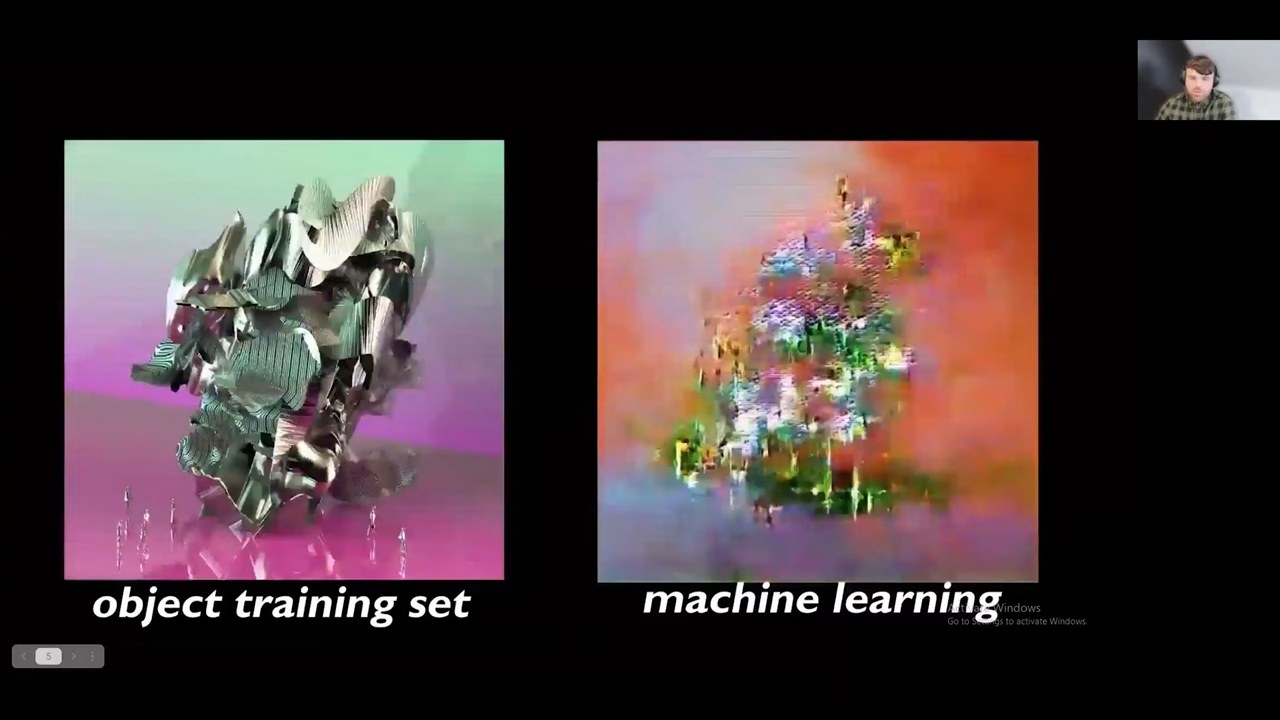 object training set
machine learning
Activate Windows
Go to Settings to activate Windows.
5